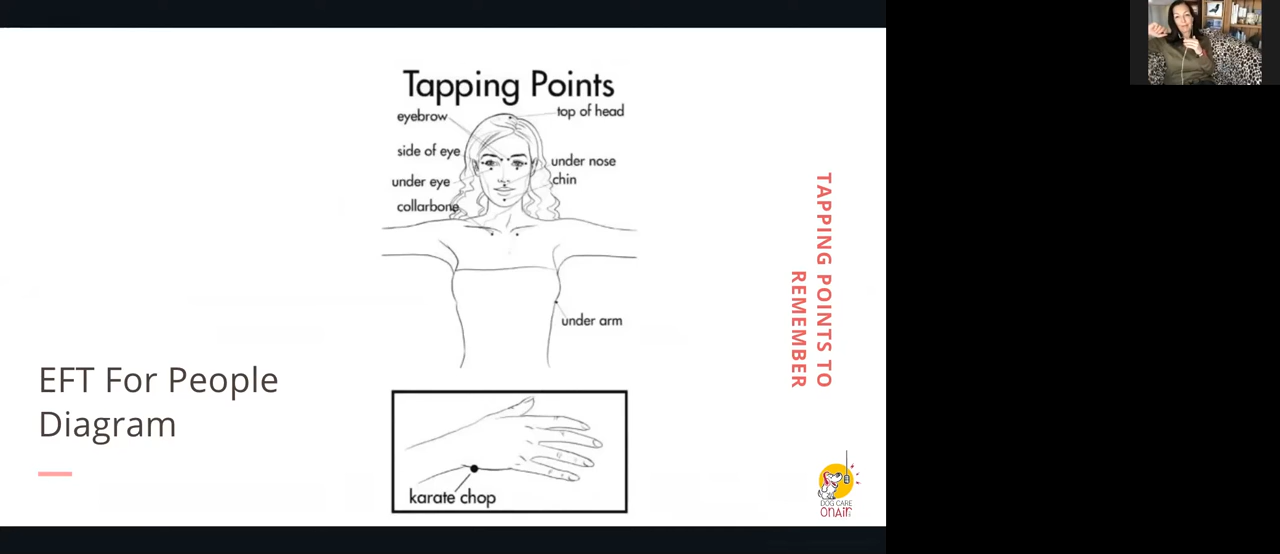 Tapping Points
eyebrow
top of head
side of eye
under nose
under eye
chin
collarbone
under arm
karate chop
EFT For People
Diagram
TAPPING POINTS TO
REMEMBER
DOG CARE
ONAIR